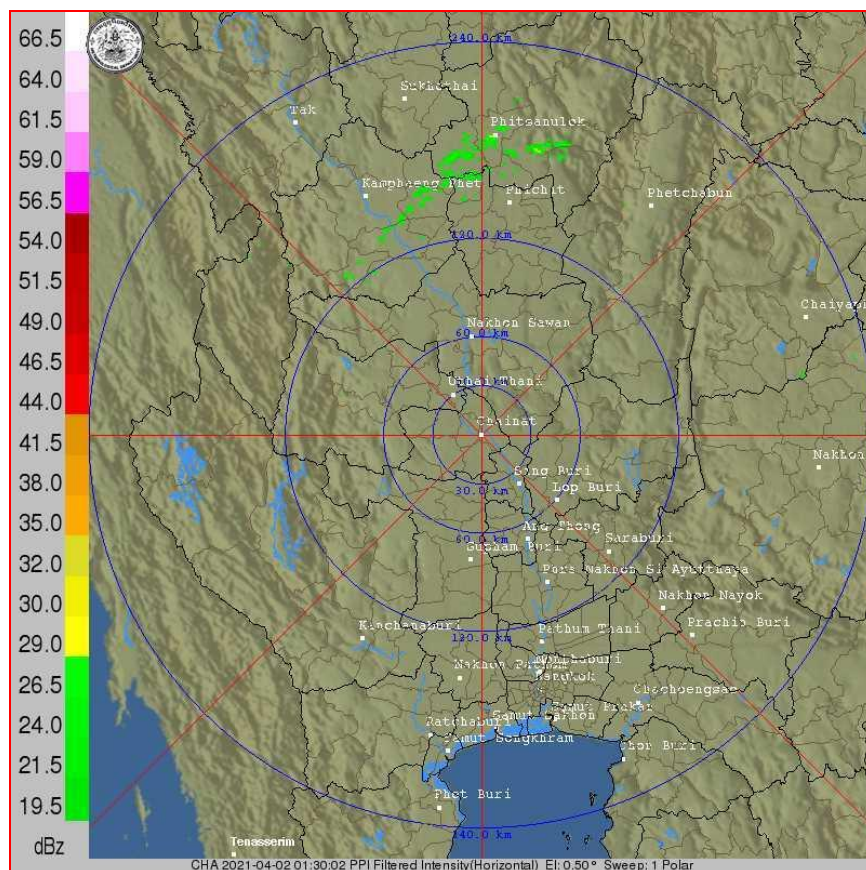 66.5
64.0
61.5
59.0
56.5
54.0
51.5
49.0
46.5
44.0
41.5
38.0
35.0
32.0
30.0
29.0
26.5
24.0
21.5
19.5
dBz
240.0 km
Sukhothai
Tak
Phitsanulok
Kamphaeng Phet
Phichit
Phetchabun
120.0 km
Chaiyap
Nakhon Sawan
60.0 km
Uthai Thani
Chainat
Nakhon
Sing Buri
30.0 km
Lop Buri
Ang Thong
60.0 km
Saraburi
Suphan Buri
Pora Nakhon Si Ayutthaya
Nakhon Nayok
Kanchanaburi
120.0 km
Pathum Thani
Prachin Buri
Nonthaburi
Nakhon Pathom
Bangkok
Chachoengsao
Samut Prakan
Samut Sakhon
Ratchaburi
Samut Songkhram
Chon Buri
Phet Buri
240.0 km
Tenasserim
CHA 2021-04-02 01:30:02 PPI Filtered Intensity(Horizontal) El: 0.50° Sweep: 1 Polar